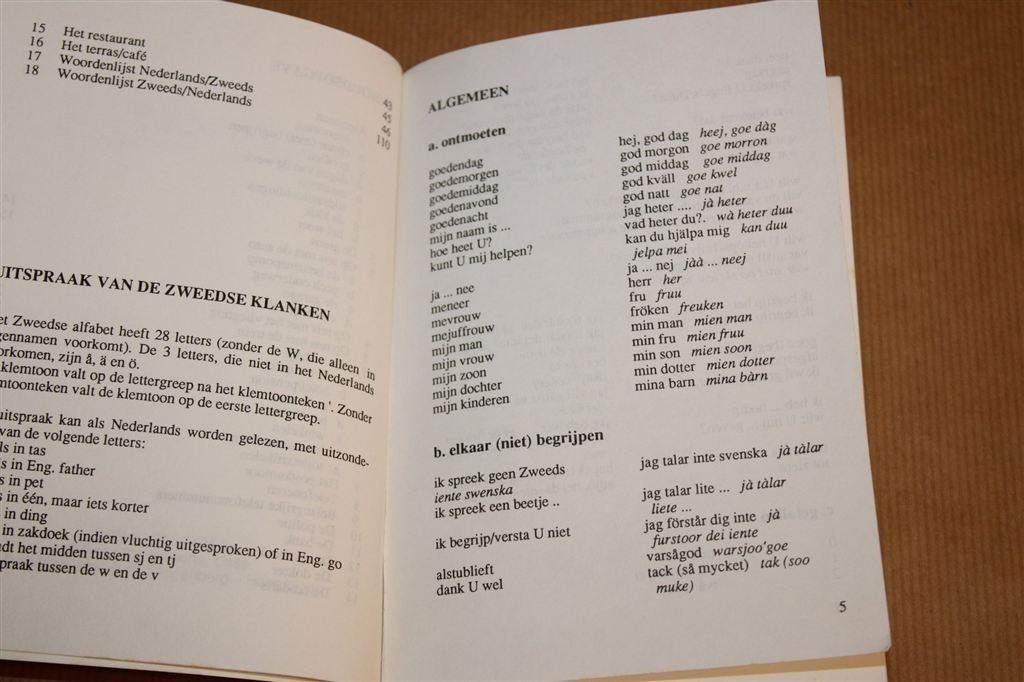 15 Het restaurant
16 Het terras/café 43
17 Woordenlijst Nederlands/Zweeds 45
18 Woordenlijst Zweeds/Nederlands 46
110
UITSPRAAK VAN DE ZWEEDSE KLANKEN
et Zweedse alfabet heeft 28 letters (zonder de W, die alleen in
gennamen voorkomt). De 3 letters, die niet in het Nederlands
orkomen, zijn å, ä en ö.
klemtoon valt op de lettergreep na het klemtoonteken '. Zonder
mtoonteken valt de klemtoon op de eerste lettergreep.
uitspraak kan als Nederlands worden gelezen, met uitzonde-
van de volgende letters:
ls in tas
s in Eng. father
s in pet
s in één, maar iets korter
in ding
in zakdoek (indien vluchtig uitgesproken) of in Eng. go
dt het midden tussen sj en tj
praak tussen de w en de v
ALGEMEEN
a. ontmoeten
goedendag hej, god dag heej, goe dàg
goedemorgen god morgon goe morron
goedemiddag god middag goe middag
goedenavond god kväll goe kwel
goedenacht god natt goe nat
mijn naam is ... jag heter .... jà heter
hoe heet U? vad heter du?. wà heter duu
kunt U mij helpen? kan du hjälpa mig kan duu
jelpa mei
ja ... nee ja ... nej jàà ... neej
meneer herr her
mevrouw fru fruu
mejuffrouw fröken freuken
mijn man min man mien man
mijn vrouw min fru mien fruu
mijn zoon min son mien soon
mijn dochter min dotter mien dotter
mijn kinderen mina barn mina bàrn
b. elkaar (niet) begrijpen
ik spreek geen Zweeds jag talar inte svenska jà tàlar
iente swenska
ik spreek een beetje .. jag talar lite ... jà tàlar
liete ...
ik begrijp/versta U niet jag förstår dig inte jà
furstoor dei iente
alstublieft varsågod warsjoo'goe
dank U wel tack (så mycket) tak (soo
muke)
5